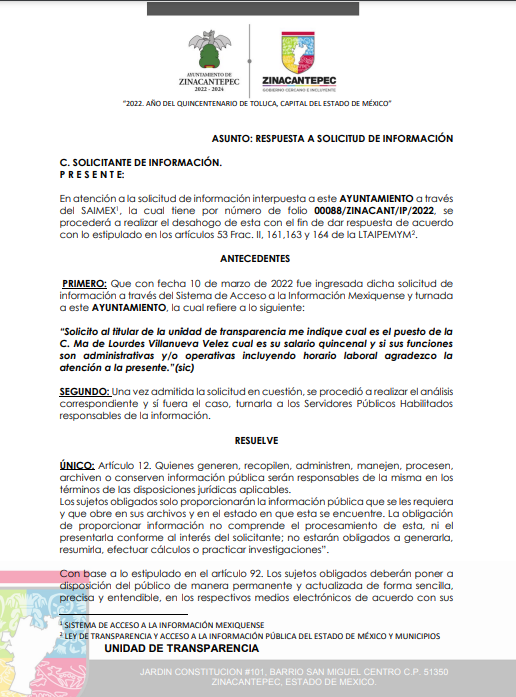 AYUNTAMIENTO DE
ZINACANTEPEC
2022 - 2024
ZINACANTEPEC
GOBIERNO CERCANO E INCLUYENTE
"2022. AÑO DEL QUINCENTENARIO DE TOLUCA, CAPITAL DEL ESTADO DE MÉXICO"
ASUNTO: RESPUESTA A SOLICITUD DE INFORMACIÓN
C. SOLICITANTE DE INFORMACIÓN.
P R E S E N T E:
En atención a la solicitud de información interpuesta a este AYUNTAMIENTO a través
del SAIMEX¹, la cual tiene por número de folio 00088/ZINACANT/IP/2022, se
procederá a realizar el desahogo de esta con el fin de dar respuesta de acuerdo
con lo estipulado en los artículos 53 Frac. II, 161,163 y 164 de la LTAIPEMYM².
ANTECEDENTES
PRIMERO: Que con fecha 10 de marzo de 2022 fue ingresada dicha solicitud de
información a través del Sistema de Acceso a la Información Mexiquense y turnada
a este AYUNTAMIENTO, la cual refiere a lo siguiente:
"Solicito al titular de la unidad de transparencia me indique cual es el puesto de la
C. Ma de Lourdes Villanueva Velez cual es su salario quincenal y si sus funciones
son administrativas y/o operativas incluyendo horario laboral agradezco la
atención a la presente."(sic)
SEGUNDO: Una vez admitida la solicitud en cuestión, se procedió a realizar el análisis
correspondiente y sí fuera el caso, turnarla a los Servidores Públicos Habilitados
responsables de la información.
RESUELVE
ÚNICO: Artículo 12. Quienes generen, recopilen, administren, manejen, procesen,
archiven o conserven información pública serán responsables de la misma en los
términos de las disposiciones jurídicas aplicables.
Los sujetos obligados solo proporcionarán la información pública que se les requiera
y que obre en sus archivos y en el estado en que esta se encuentre. La obligación
de proporcionar información no comprende el procesamiento de esta, ni el
presentarla conforme al interés del solicitante; no estarán obligados a generarla,
resumirla, efectuar cálculos o practicar investigaciones".
Con base a lo estipulado en el artículo 92. Los sujetos obligados deberán poner a
disposición del público de manera permanente y actualizada de forma sencilla,
precisa y entendible, en los respectivos medios electrónicos de acuerdo con sus
¹ SISTEMA DE ACCESO A LA INFORMACIÓN MEXIQUENSE
² LEY DE TRANSPARENCIA Y ACCESO A LA INFORMACIÓN PÚBLICA DEL ESTADO DE MÉXICO Y MUNICIPIOS
UNIDAD DE TRANSPARENCIA
JARDIN CONSTITUCION #101, BARRIO SAN MIGUEL CENTRO C.P. 51350
ZINACANTEPEC, ESTADO DE MEXICO.